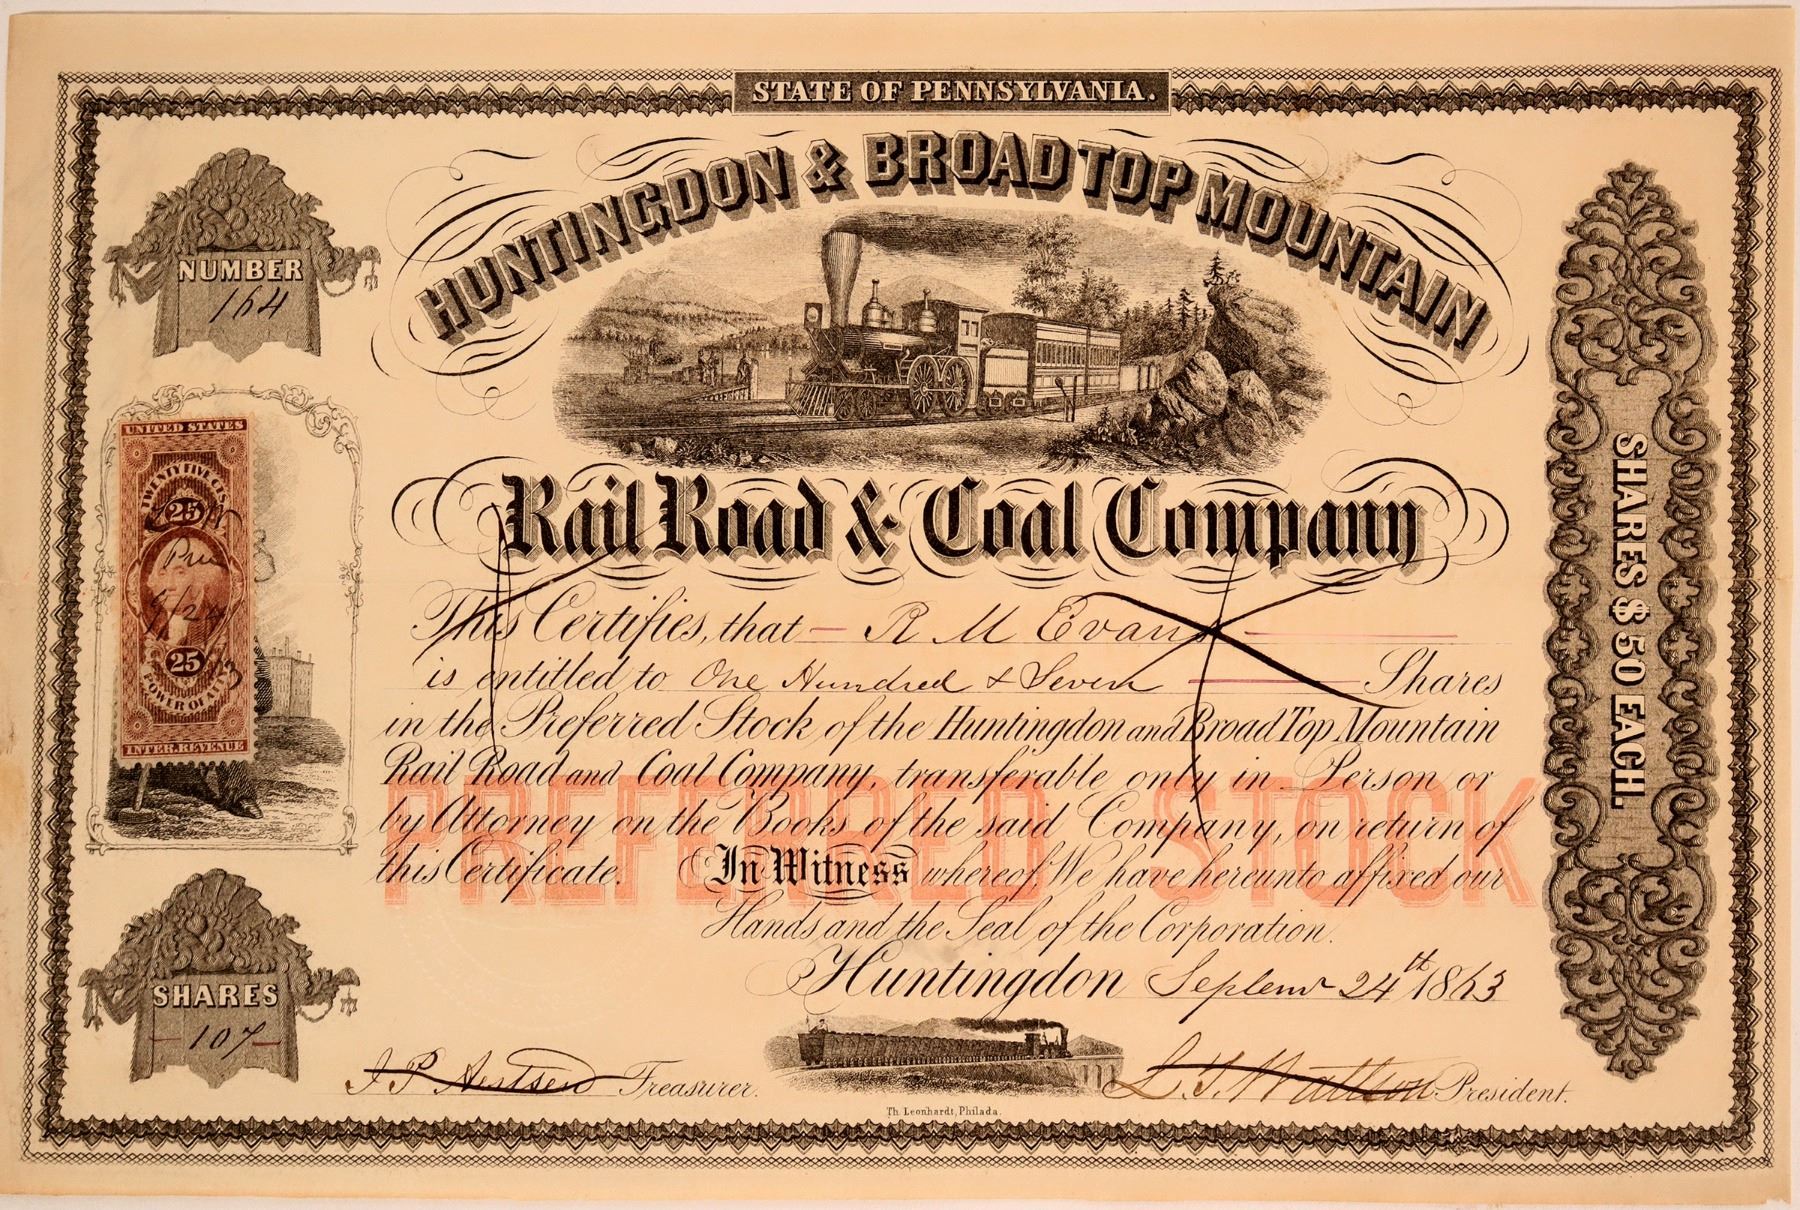 STATE OF PENNSYLVANIA.
HUNTINGDON & BROAD TOP MOUNTAIN
Rail Road & Coal Company
NUMBER
164
UNITED STATES
TWENTY FIVE CTS.
25
9/24
25
POWER OF ATT'Y
INTER. REVENUE
SHARES
107
This Certifies, that R M Evans
is entitled to One Hundred & Seven Shares
in the Preferred Stock of the Huntingdon and Broad Top Mountain
Rail Road and Coal Company, transferable only in Person or
by Attorney on the Books of the said Company, on return of
this Certificate. In Witness whereof, We have hereunto affixed our
Hands and the Seal of the Corporation.
PREFERRED STOCK
Huntingdon 24th 1863
J. P. Treasurer.
President.
Th. Leonhardt, Philada.
SHARES $50 EACH.